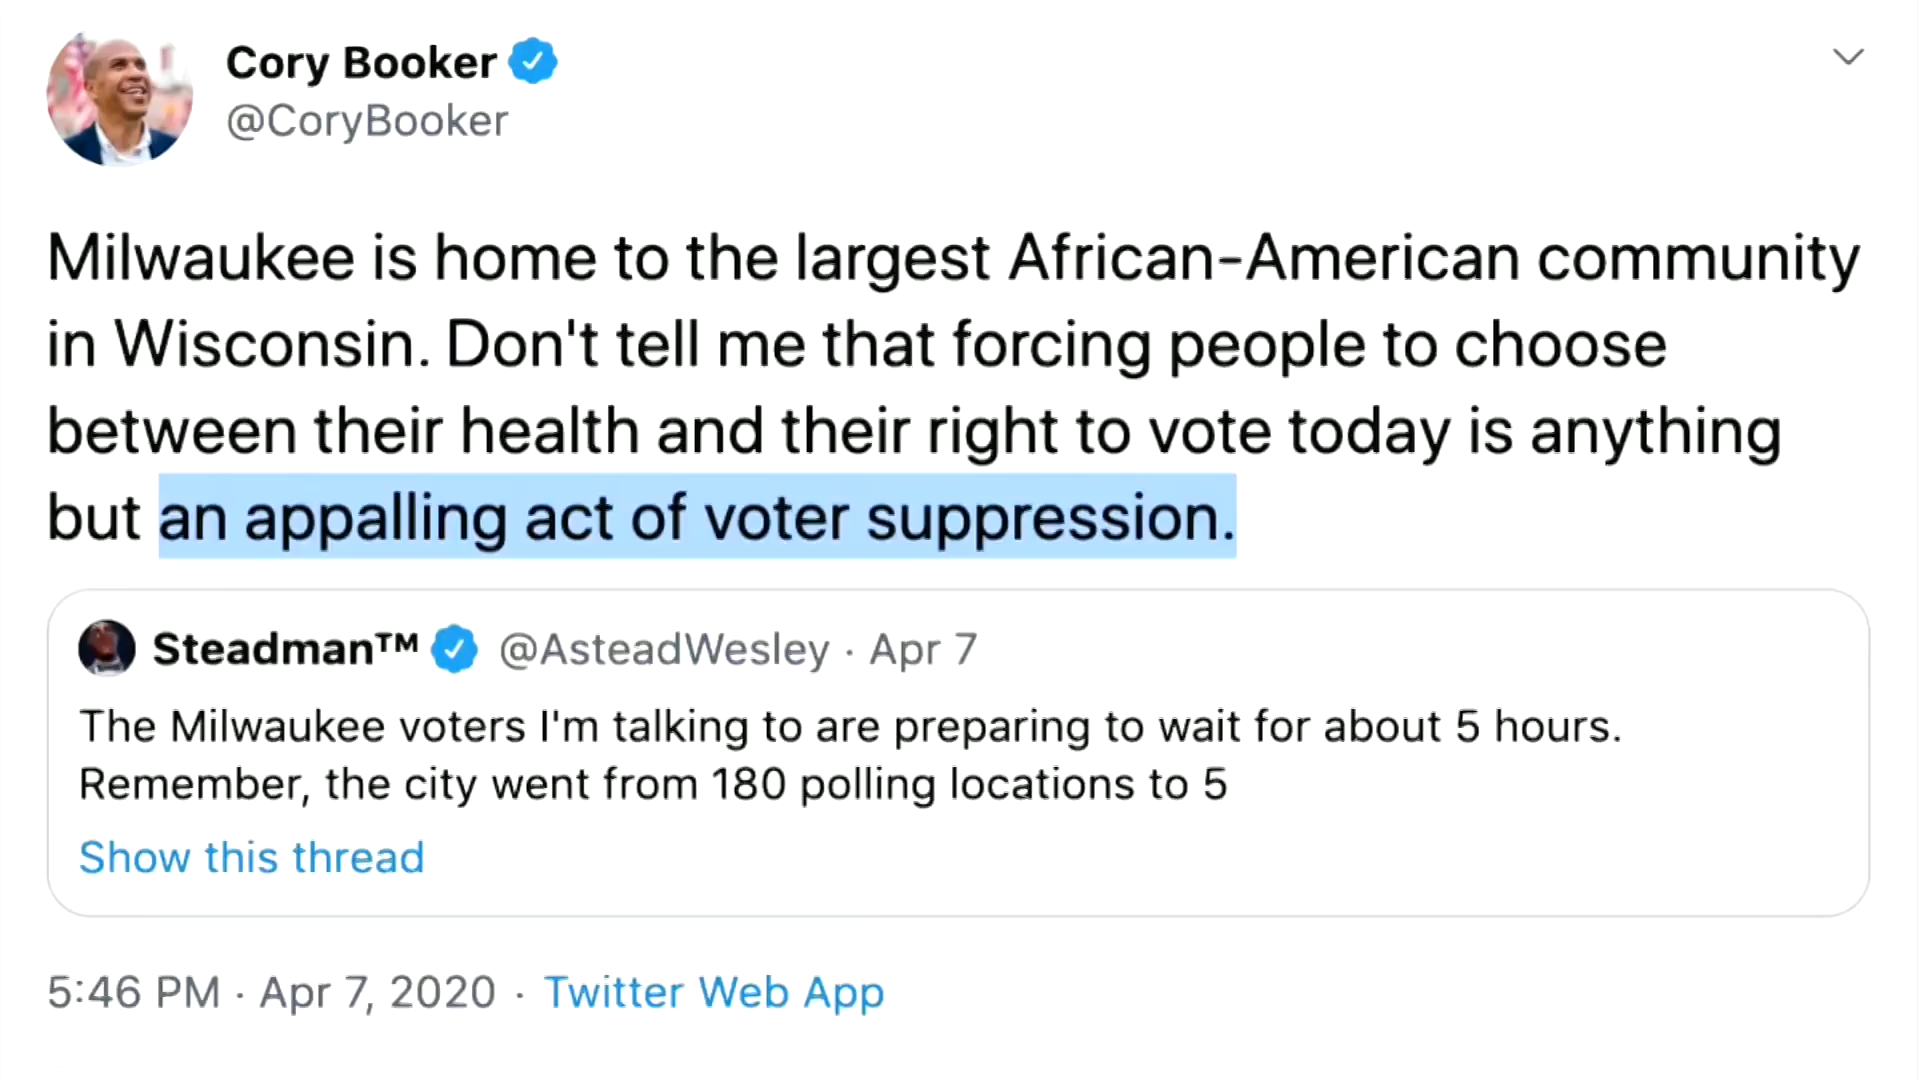 Cory Booker
@CoryBooker
Milwaukee is home to the largest African-American community
in Wisconsin. Don't tell me that forcing people to choose
between their health and their right to vote today is anything
but an appalling act of voter suppression.
Steadman™ @AsteadWesley · Apr 7
The Milwaukee voters I'm talking to are preparing to wait for about 5 hours.
Remember, the city went from 180 polling locations to 5
Show this thread
5:46 PM · Apr 7, 2020 · Twitter Web App